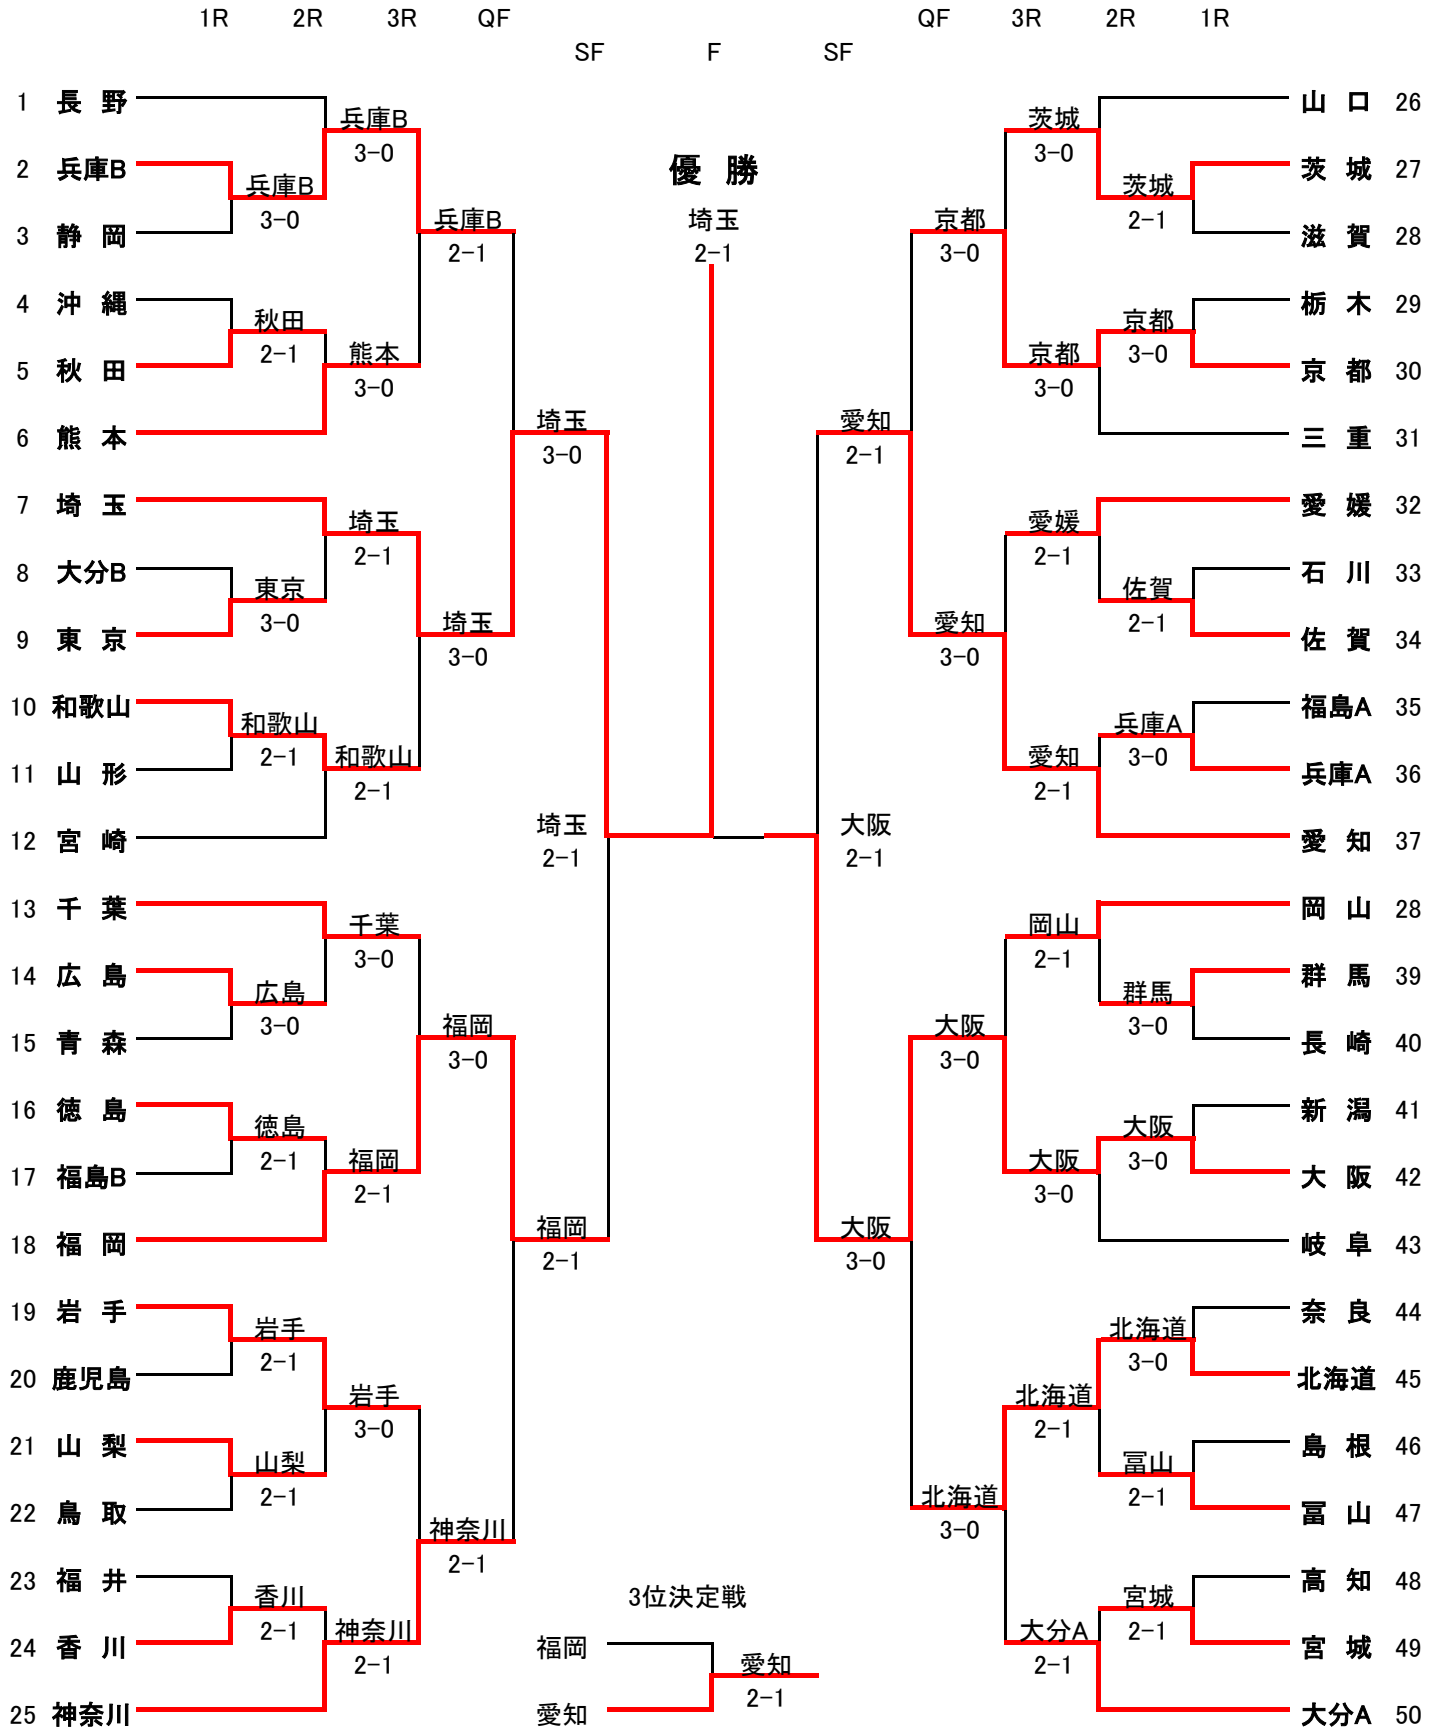 1R 2R 3R QF QF 3R 2R 1R
SF F SF
1 長 野 山 口 26
兵庫B 茨城
3-0 3-0
2 兵庫B 優 勝 茨 城 27
兵庫B 茨城
3-0 2-1
兵庫B 埼玉 京都
3 静 岡 滋 賀 28
2-1 2-1 3-0
4 沖 縄 栃 木 29
秋田 京都
2-1 3-0
熊本 京都
5 秋 田 京 都 30
3-0 3-0
埼玉 愛知
6 熊 本 三 重 31
3-0 2-1
7 埼 玉 愛 媛 32
埼玉 愛媛
2-1 2-1
8 大分B 石 川 33
東京 佐賀
3-0 2-1
埼玉 愛知
9 東 京 佐 賀 34
3-0 3-0
10 和歌山 福島A 35
和歌山 兵庫A
2-1 3-0
和歌山 愛知
11 山 形 兵庫A 36
2-1 2-1
埼玉 大阪
12 宮 崎 愛 知 37
2-1 2-1
13 千 葉 岡 山 28
千葉 岡山
3-0 2-1
14 広 島 群 馬 39
広島 群馬
3-0 3-0
福岡 大阪
15 青 森 長 崎 40
3-0 3-0
16 徳 島 新 潟 41
徳島 大阪
2-1 3-0
福岡 大阪
17 福島B 大 阪 42
2-1 3-0
福岡 大阪
18 福 岡 岐 阜 43
2-1 3-0
19 岩 手 奈 良 44
岩手 北海道
2-1 3-0
20 鹿児島 北海道 45
岩手 北海道
3-0 2-1
21 山 梨 島 根 46
山梨 冨山
2-1 2-1
北海道
22 鳥 取 冨 山 47
神奈川 3-0
2-1
23 福 井 高 知 48
香川 3位決定戦 宮城
2-1 2-1
神奈川 大分A
24 香 川 福岡 宮 城 49
2-1 愛知 2-1
2-1
25 神奈川 愛知 大分A 50